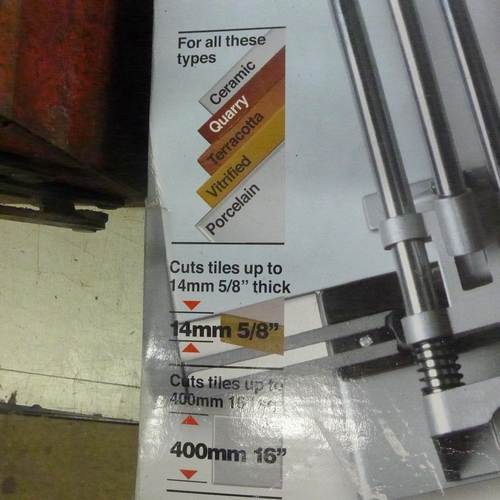 For all these
types
Ceramic
Quarry
Terracotta
Vitrified
Porcelain
Cuts tiles up to
14mm 5/8" thick
14mm 5/8"
Cuts tiles up to
400mm 16"
400mm 16"